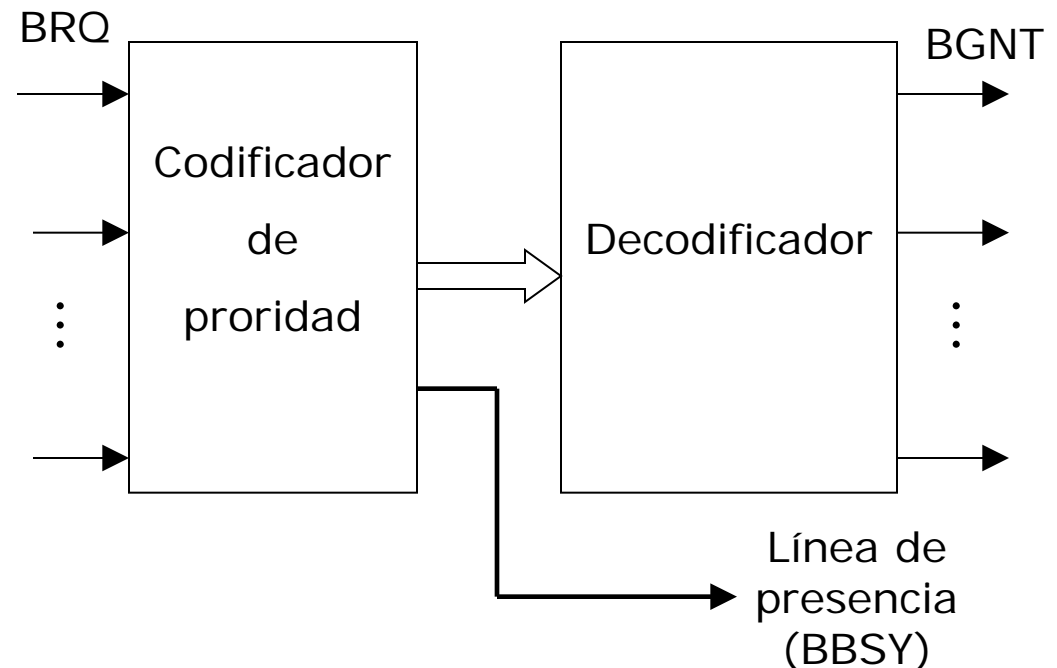 BRQ
BGNT
Codificador
de
proridad
Decodificador
Línea de
presencia
(BBSY)